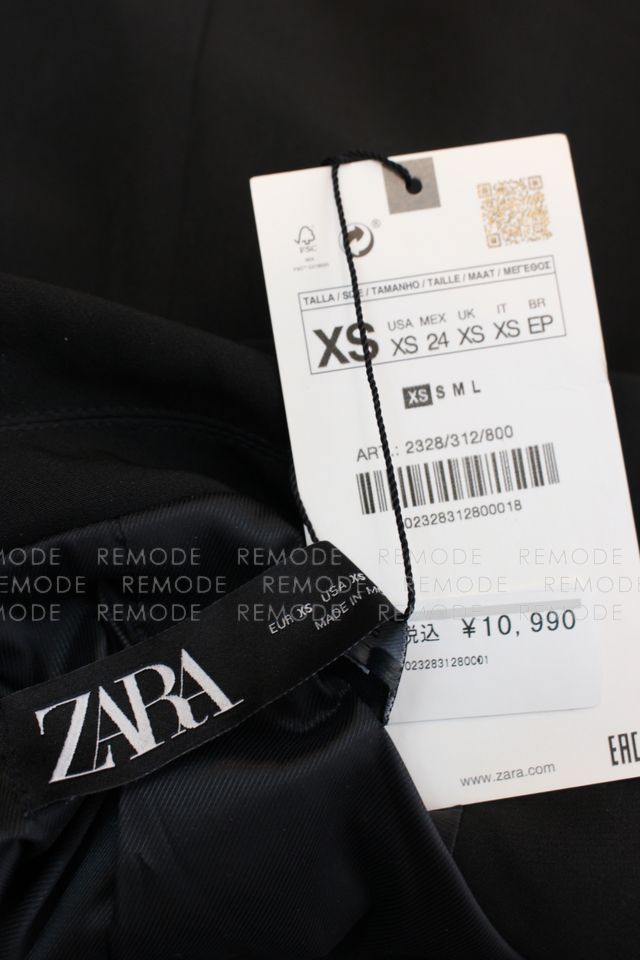 FSC
®
TALLA / SIZE / TAMANHO / TAILLE / MAAT / ΜΕΓΕΘΟΣ
XS
USA MEX UK IT BR
XS 24 XS XS EP
XS S M L
ART.: 2328/312/800
02328312800018
REMODE REMODE REMODE REMODE REMODE
REMODE REMODE REMODE REMODE REMODE
REMODE REMODE REMODE REMODE REMODE
EUR XS USA XS
MADE IN
ZARA
税込 ¥10,990
0232831280001
EAC
www.zara.com